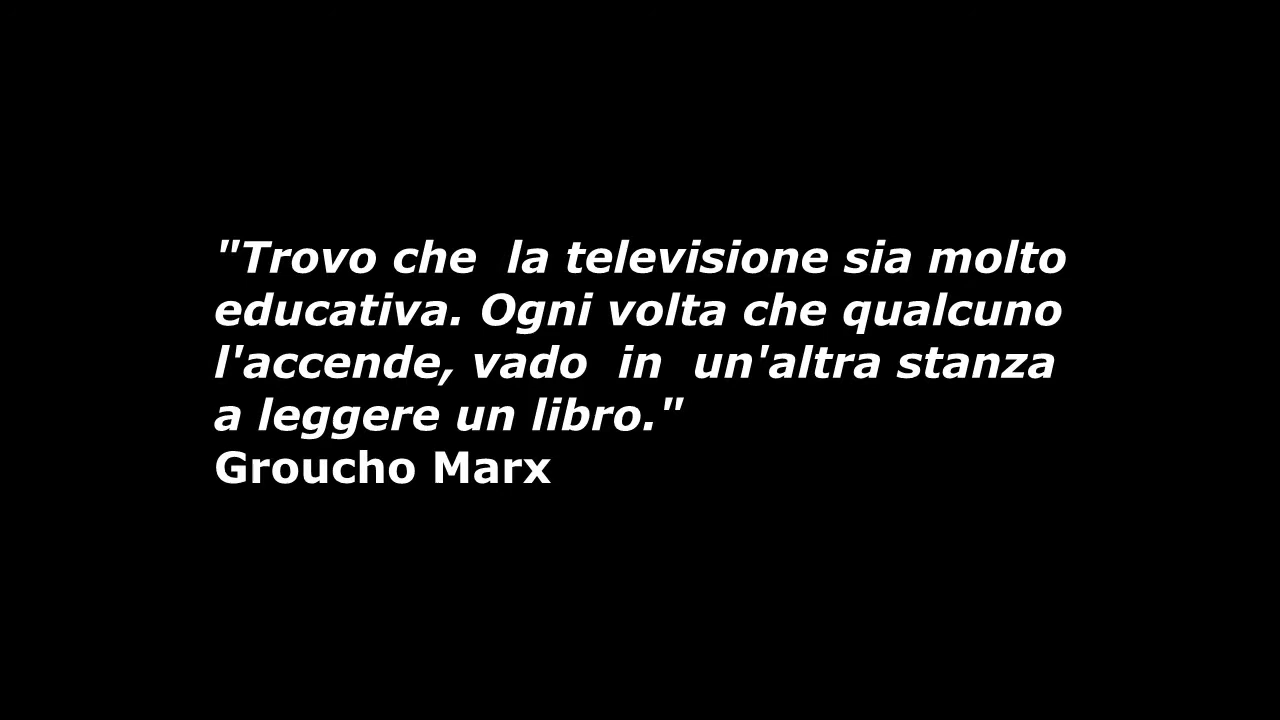 "Trovo che  la televisione sia molto
educativa. Ogni volta che qualcuno
l'accende, vado  in  un'altra stanza
a leggere un libro."
Groucho Marx